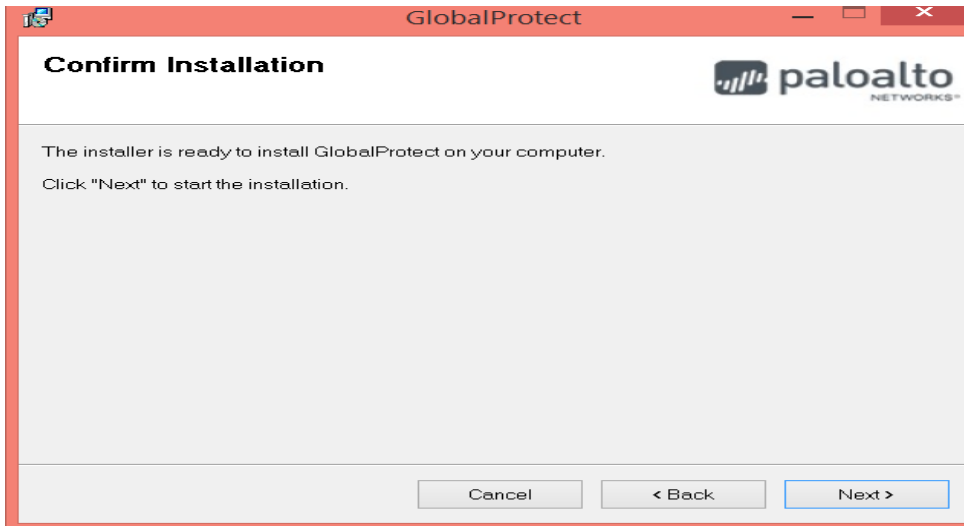 GlobalProtect
Confirm Installation
paloalto
NETWORKS®
The installer is ready to install GlobalProtect on your computer.
Click "Next" to start the installation.
Cancel
< Back
Next >